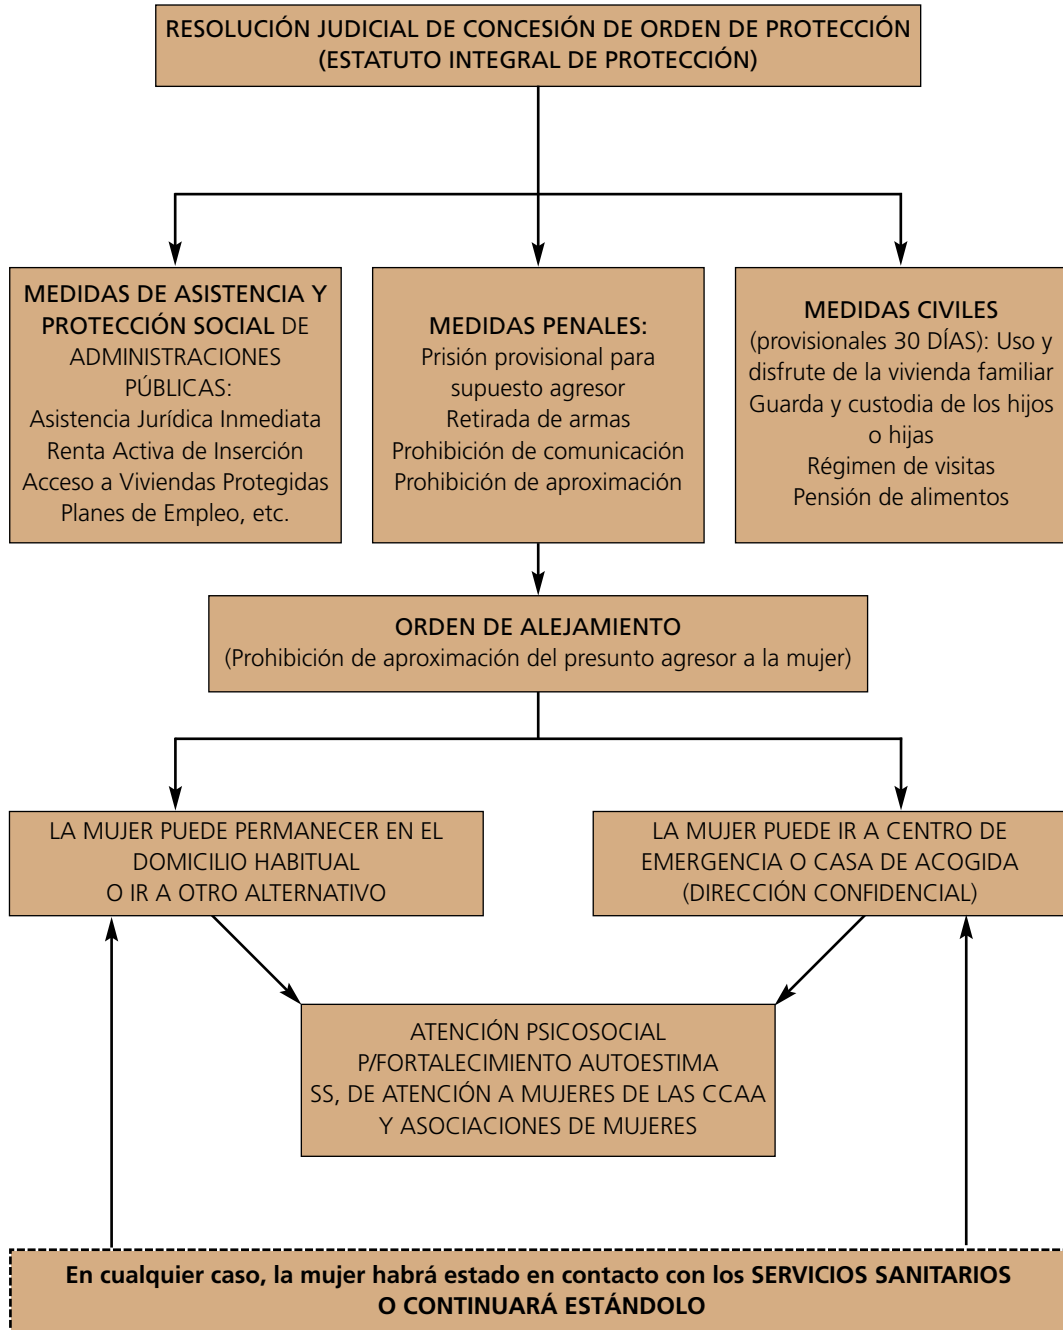 RESOLUCIÓN JUDICIAL DE CONCESIÓN DE ORDEN DE PROTECCIÓN
(ESTATUTO INTEGRAL DE PROTECCIÓN)
MEDIDAS DE ASISTENCIA Y
PROTECCIÓN SOCIAL DE
ADMINISTRACIONES
PÚBLICAS:
Asistencia Jurídica Inmediata
Renta Activa de Inserción
Acceso a Viviendas Protegidas
Planes de Empleo, etc.
MEDIDAS PENALES:
Prisión provisional para
supuesto agresor
Retirada de armas
Prohibición de comunicación
Prohibición de aproximación
MEDIDAS CIVILES
(provisionales 30 DÍAS): Uso y
disfrute de la vivienda familiar
Guarda y custodia de los hijos
o hijas
Régimen de visitas
Pensión de alimentos
ORDEN DE ALEJAMIENTO
(Prohibición de aproximación del presunto agresor a la mujer)
LA MUJER PUEDE PERMANECER EN EL
DOMICILIO HABITUAL
O IR A OTRO ALTERNATIVO
LA MUJER PUEDE IR A CENTRO DE
EMERGENCIA O CASA DE ACOGIDA
(DIRECCIÓN CONFIDENCIAL)
ATENCIÓN PSICOSOCIAL
P/FORTALECIMIENTO AUTOESTIMA
SS, DE ATENCIÓN A MUJERES DE LAS CCAA
Y ASOCIACIONES DE MUJERES
En cualquier caso, la mujer habrá estado en contacto con los SERVICIOS SANITARIOS
O CONTINUARÁ ESTÁNDOLO